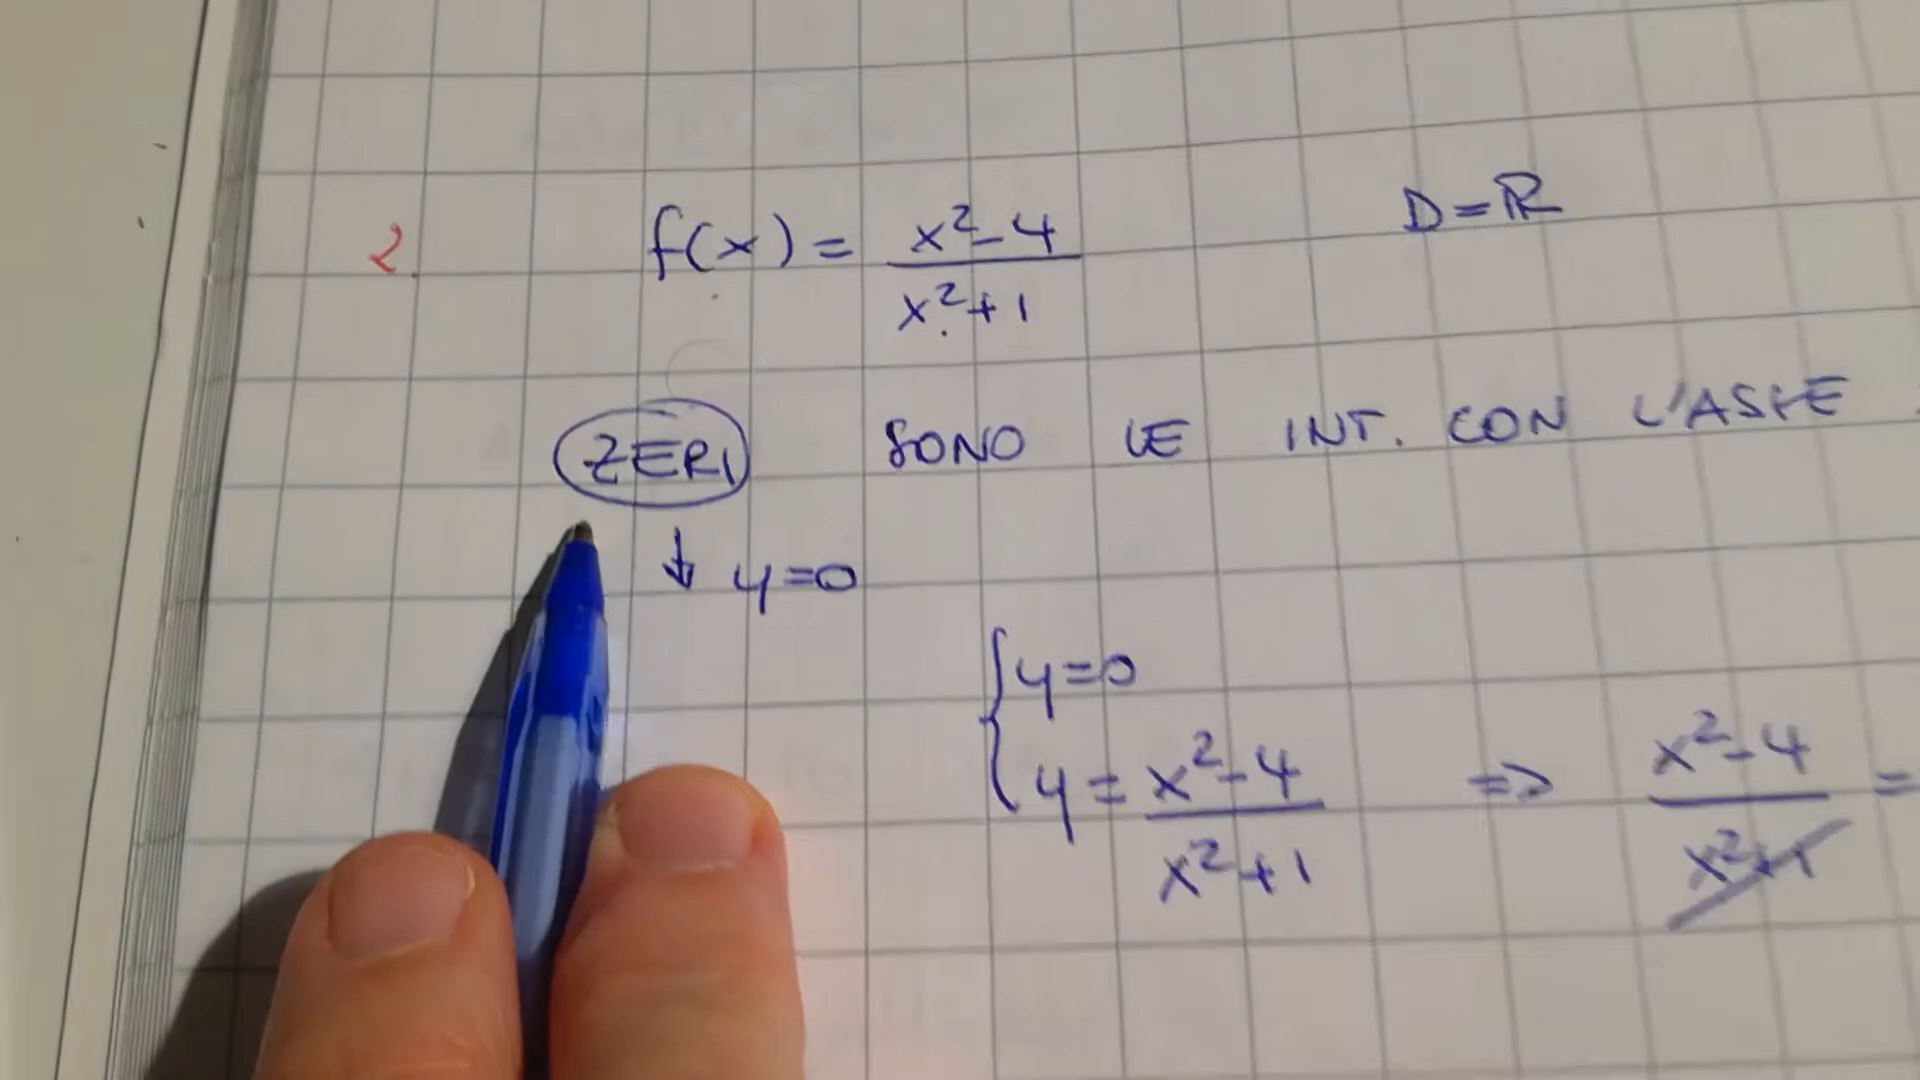 2. f(x) = x²-4 / x²+1 D=ℝ
ZERI SONO LE INT. CON L'ASSE
↓ y=0
{ y=0
y = x²-4 / x²+1 => x²-4 / x²+1 =